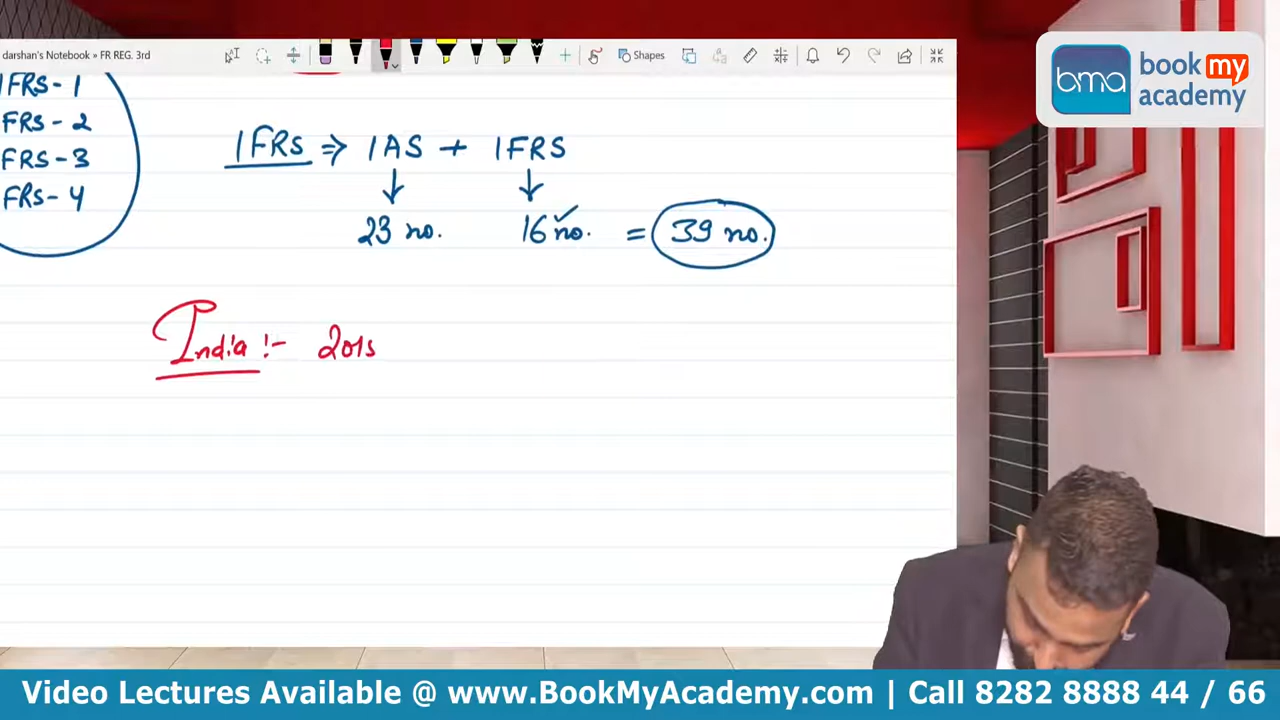 darshan's Notebook » FR REG. 3rd
Shapes
book my
academy
bma
IFRS - 1
FRS - 2
FRS - 3
FRS - 4
IFRS ⇒ IAS + IFRS
↓ ↓
23 no. 16 no. = 39 no.
India :- 2015
Video Lectures Available @ www.BookMyAcademy.com | Call 8282 8888 44 / 66